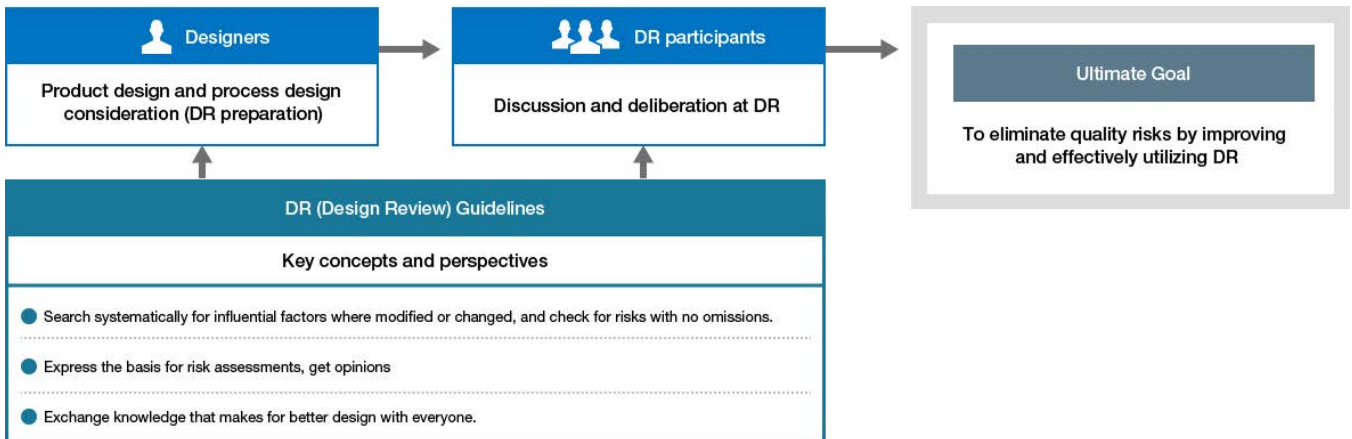 Designers
Product design and process design
consideration (DR preparation)
DR participants
Discussion and deliberation at DR
Ultimate Goal
To eliminate quality risks by improving
and effectively utilizing DR
DR (Design Review) Guidelines
Key concepts and perspectives
Search systematically for influential factors where modified or changed, and check for risks with no omissions.
Express the basis for risk assessments, get opinions
Exchange knowledge that makes for better design with everyone.